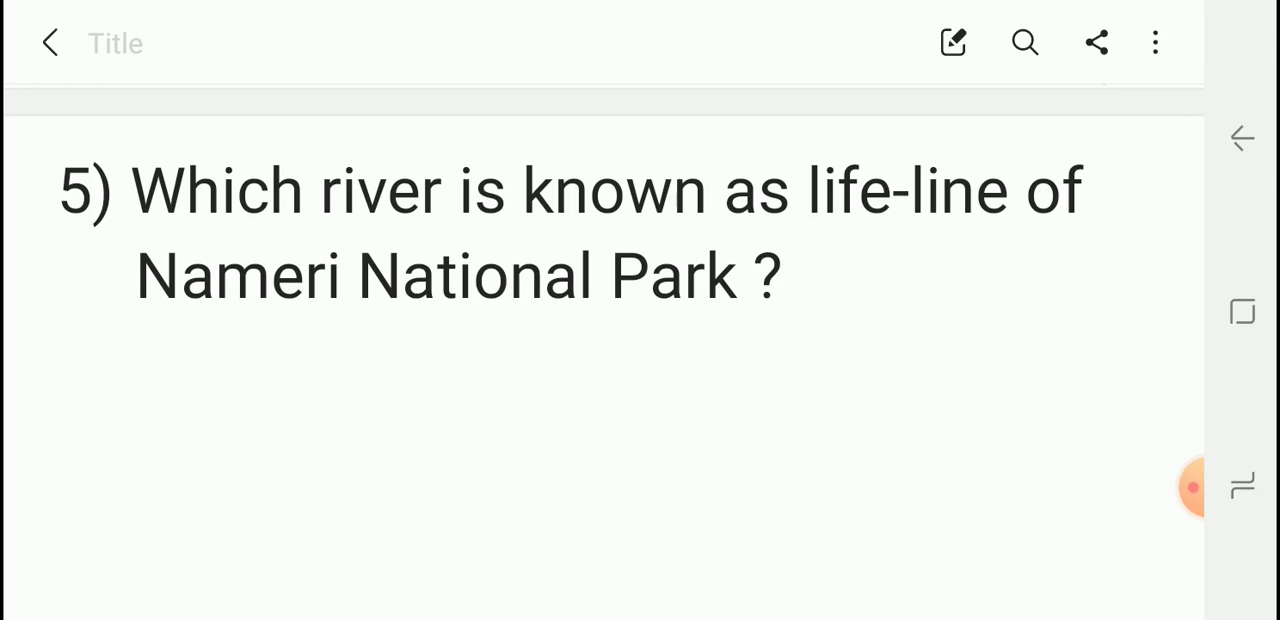 Title
5) Which river is known as life-line of
Nameri National Park ?